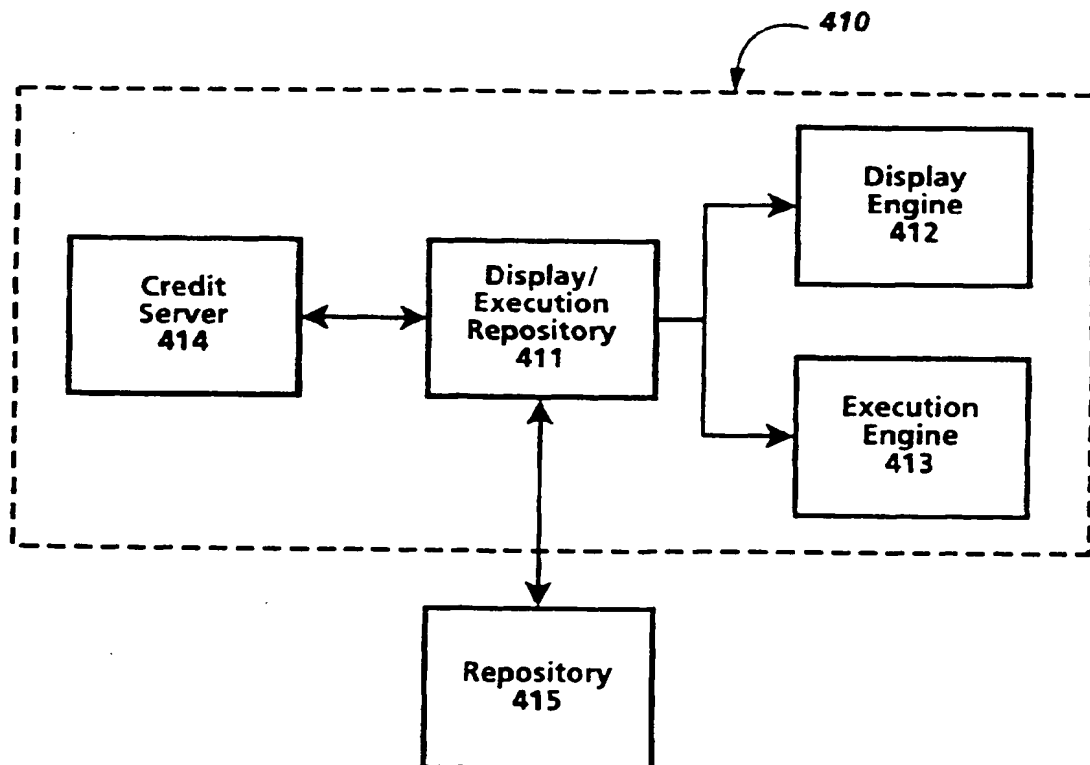 410
Display
Engine
412
Credit
Server
414
Display/
Execution
Repository
411
Execution
Engine
413
Repository
415